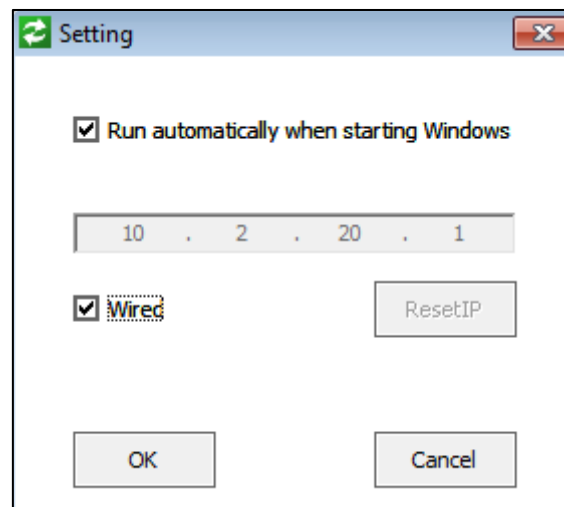 Setting
Run automatically when starting Windows
10 . 2 . 20 . 1
Wired
ResetIP
OK
Cancel